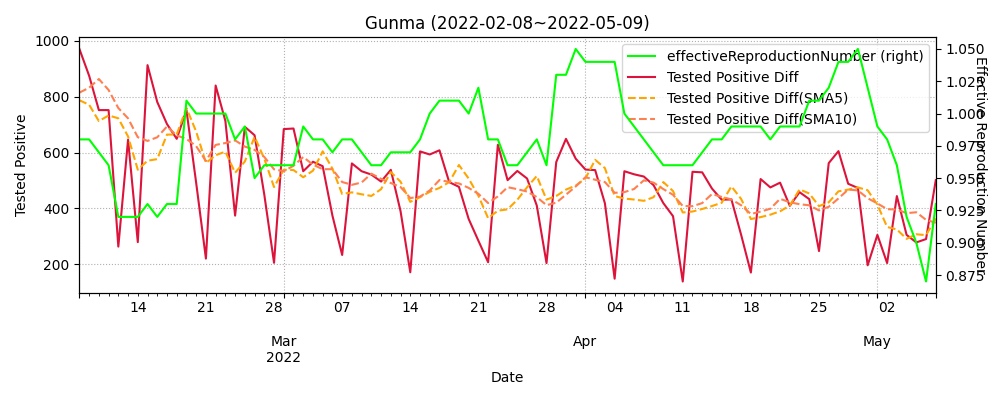 Gunma (2022-02-08~2022-05-09)
effectiveReproductionNumber (right)
Tested Positive Diff
Tested Positive Diff(SMA5)
Tested Positive Diff(SMA10)
Tested Positive
1000
800
600
400
200
1.050
1.025
1.000
0.975
0.950
0.925
0.900
0.875
Effective Reproduction Number
14 21 28 07 14 21 28 04 11 18 25 02
Mar Apr May
2022
Date